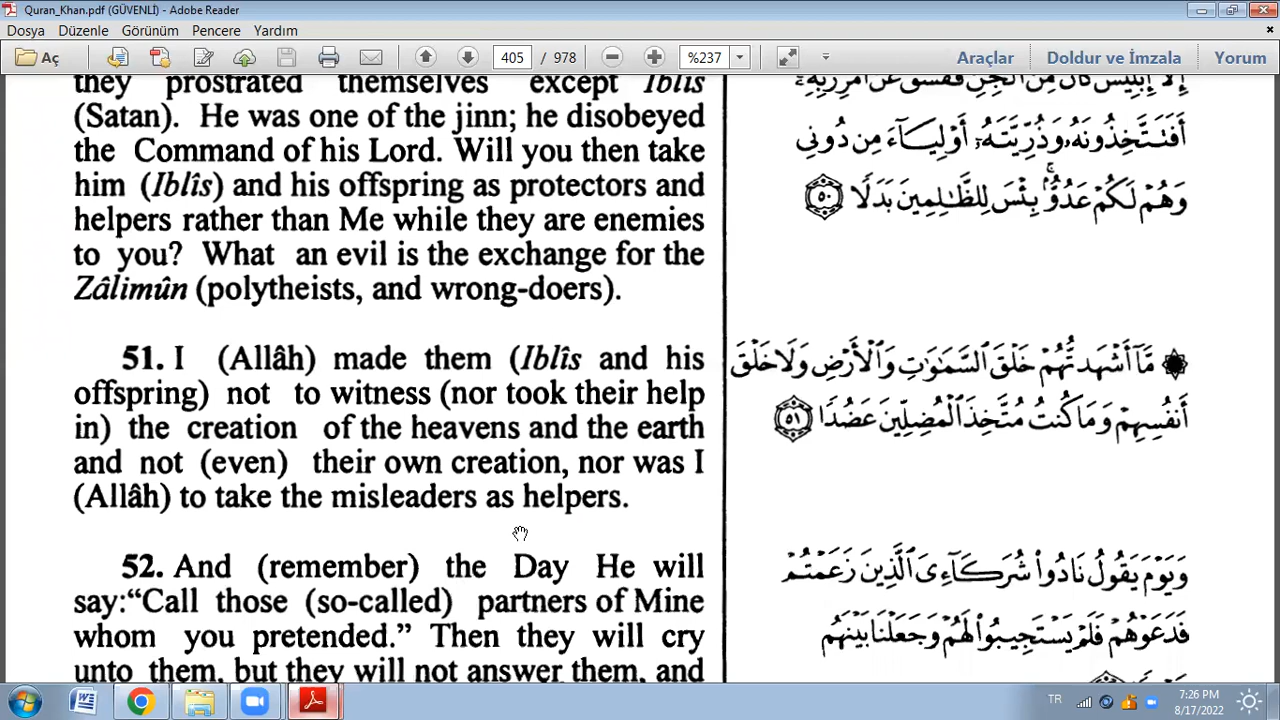 Quran_Khan.pdf (GÜVENLİ) - Adobe Reader
Dosya Düzenle Görünüm Pencere Yardım
Aç 405 / 978 %237 Araçlar Doldur ve İmzala Yorum
they prostrated themselves except Iblîs
(Satan). He was one of the jinn; he disobeyed
the Command of his Lord. Will you then take
him (Iblîs) and his offspring as protectors and
helpers rather than Me while they are enemies
to you? What an evil is the exchange for the
Zâlimûn (polytheists, and wrong-doers).
51. I (Allâh) made them (Iblîs and his
offspring) not to witness (nor took their help
in) the creation of the heavens and the earth
and not (even) their own creation, nor was I
(Allâh) to take the misleaders as helpers.
52. And (remember) the Day He will
say:“Call those (so-called) partners of Mine
whom you pretended.” Then they will cry
unto them, but they will not answer them, and
إِلَّآ إِبْلِيسَ كَانَ مِنَ ٱلْجِنِّ فَفَسَقَ عَنْ أَمْرِ رَبِّهِۦٓ
أَفَتَتَّخِذُونَهُۥ وَذُرِّيَّتَهُۥٓ أَوْلِيَآءَ مِن دُونِى
وَهُمْ لَكُمْ عَدُوٌّۢ ۚ بِئْسَ لِلظَّـٰلِمِينَ بَدَلًا ٥٠
۞ مَّآ أَشْهَدتُّهُمْ خَلْقَ ٱلسَّمَـٰوَٰتِ وَٱلْأَرْضِ وَلَا خَلْقَ
أَنفُسِهِمْ وَمَا كُنتُ مُتَّخِذَ ٱلْمُضِلِّينَ عَضُدًا ٥١
وَيَوْمَ يَقُولُ نَادُوا۟ شُرَكَآءِىَ ٱلَّذِينَ زَعَمْتُمْ
فَدَعَوْهُمْ فَلَمْ يَسْتَجِيبُوا۟ لَهُمْ وَجَعَلْنَا بَيْنَهُم
TR 7:26 PM
8/17/2022